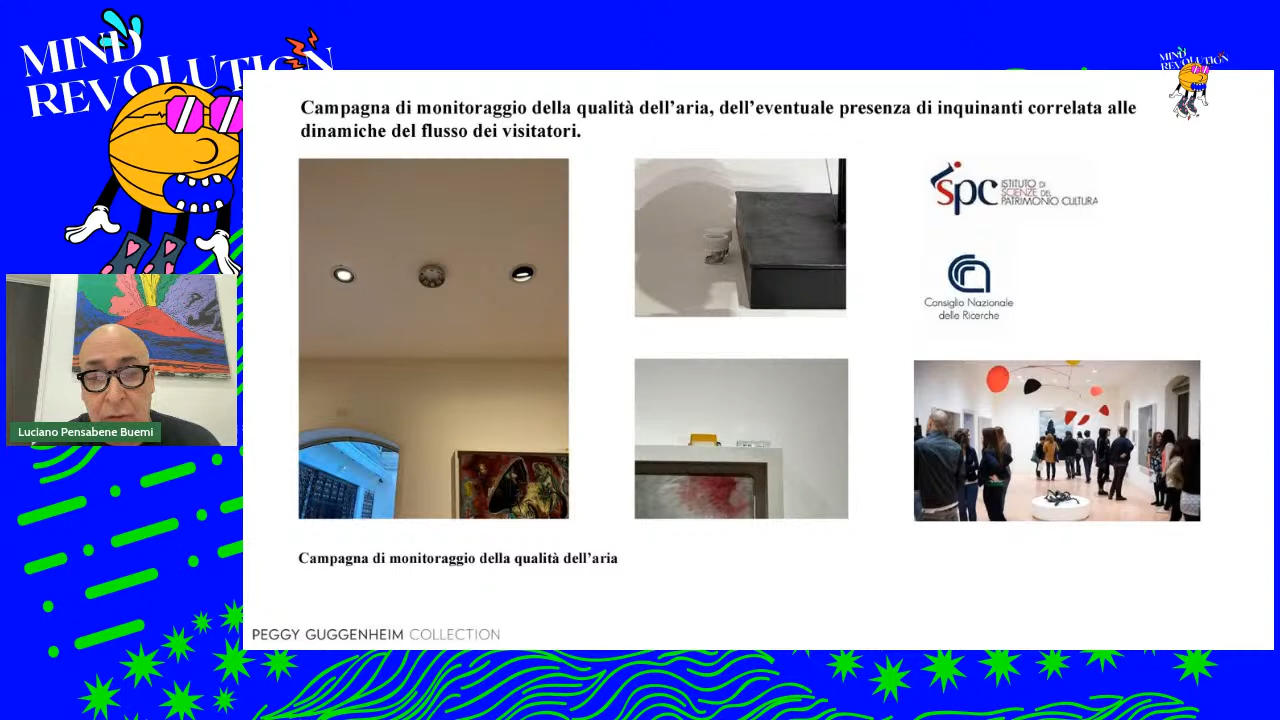 MIND
REVOLUTION
MIND
REVOLUTION
Campagna di monitoraggio della qualità dell’aria, dell’eventuale presenza di inquinanti correlata alle
dinamiche del flusso dei visitatori.
ispc ISTITUTO DI
SCIENZE DEL
PATRIMONIO CULTURA
Consiglio Nazionale
delle Ricerche
Luciano Pensabene Buemi
Campagna di monitoraggio della qualità dell’aria
PEGGY GUGGENHEIM COLLECTION